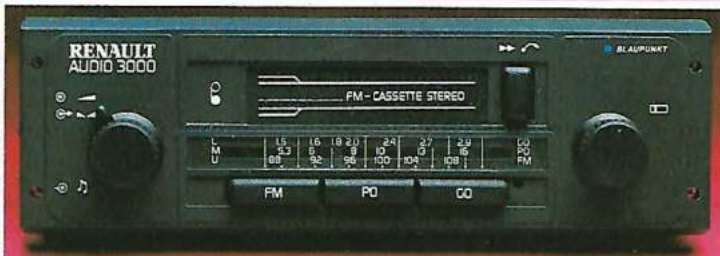 RENAULT
AUDIO 3000
BLAUPUNKT
FM-CASSETTE STEREO
L 1.5 1.6 1.8 2.0 2.4 2.7 2.9 GO
M 5.3 6 8 10 13 16 PO
U 88 92 96 100 104 108 FM
FM PO GO